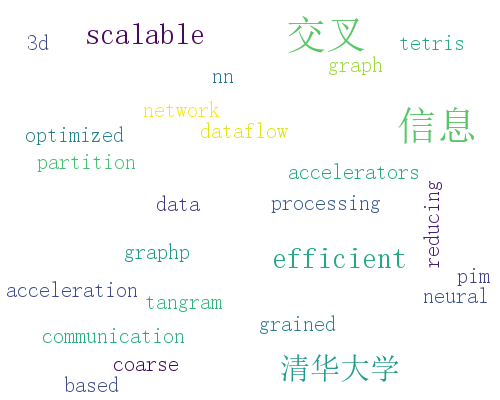 scalable
交叉
3d
tetris
graph
nn
network
信息
optimized
dataflow
partition
accelerators
data
processing
reducing
graphp
efficient
pim
acceleration
neural
tangram
grained
communication
coarse
清华大学
based